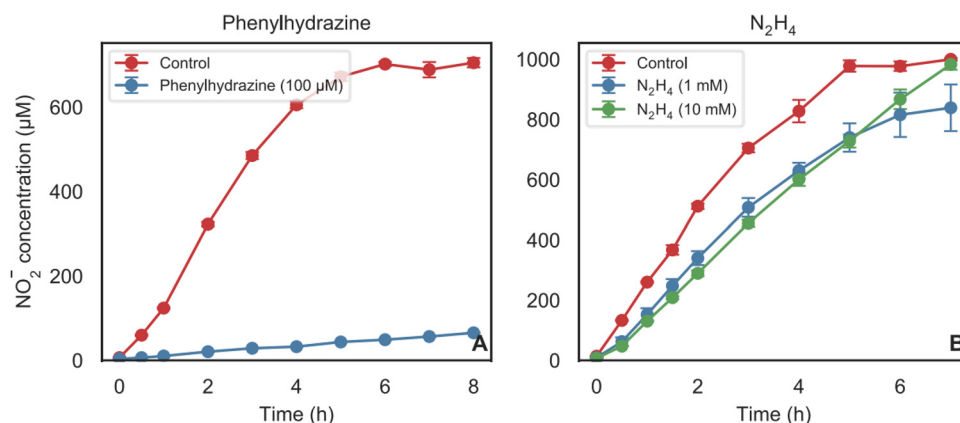 Phenylhydrazine
NO₂⁻ concentration (μM)
600
400
200
0
Control
Phenylhydrazine (100 μM)
A
0 2 4 6 8
Time (h)
N₂H₄
1000
800
600
400
200
0
Control
N₂H₄ (1 mM)
N₂H₄ (10 mM)
B
0 2 4 6
Time (h)